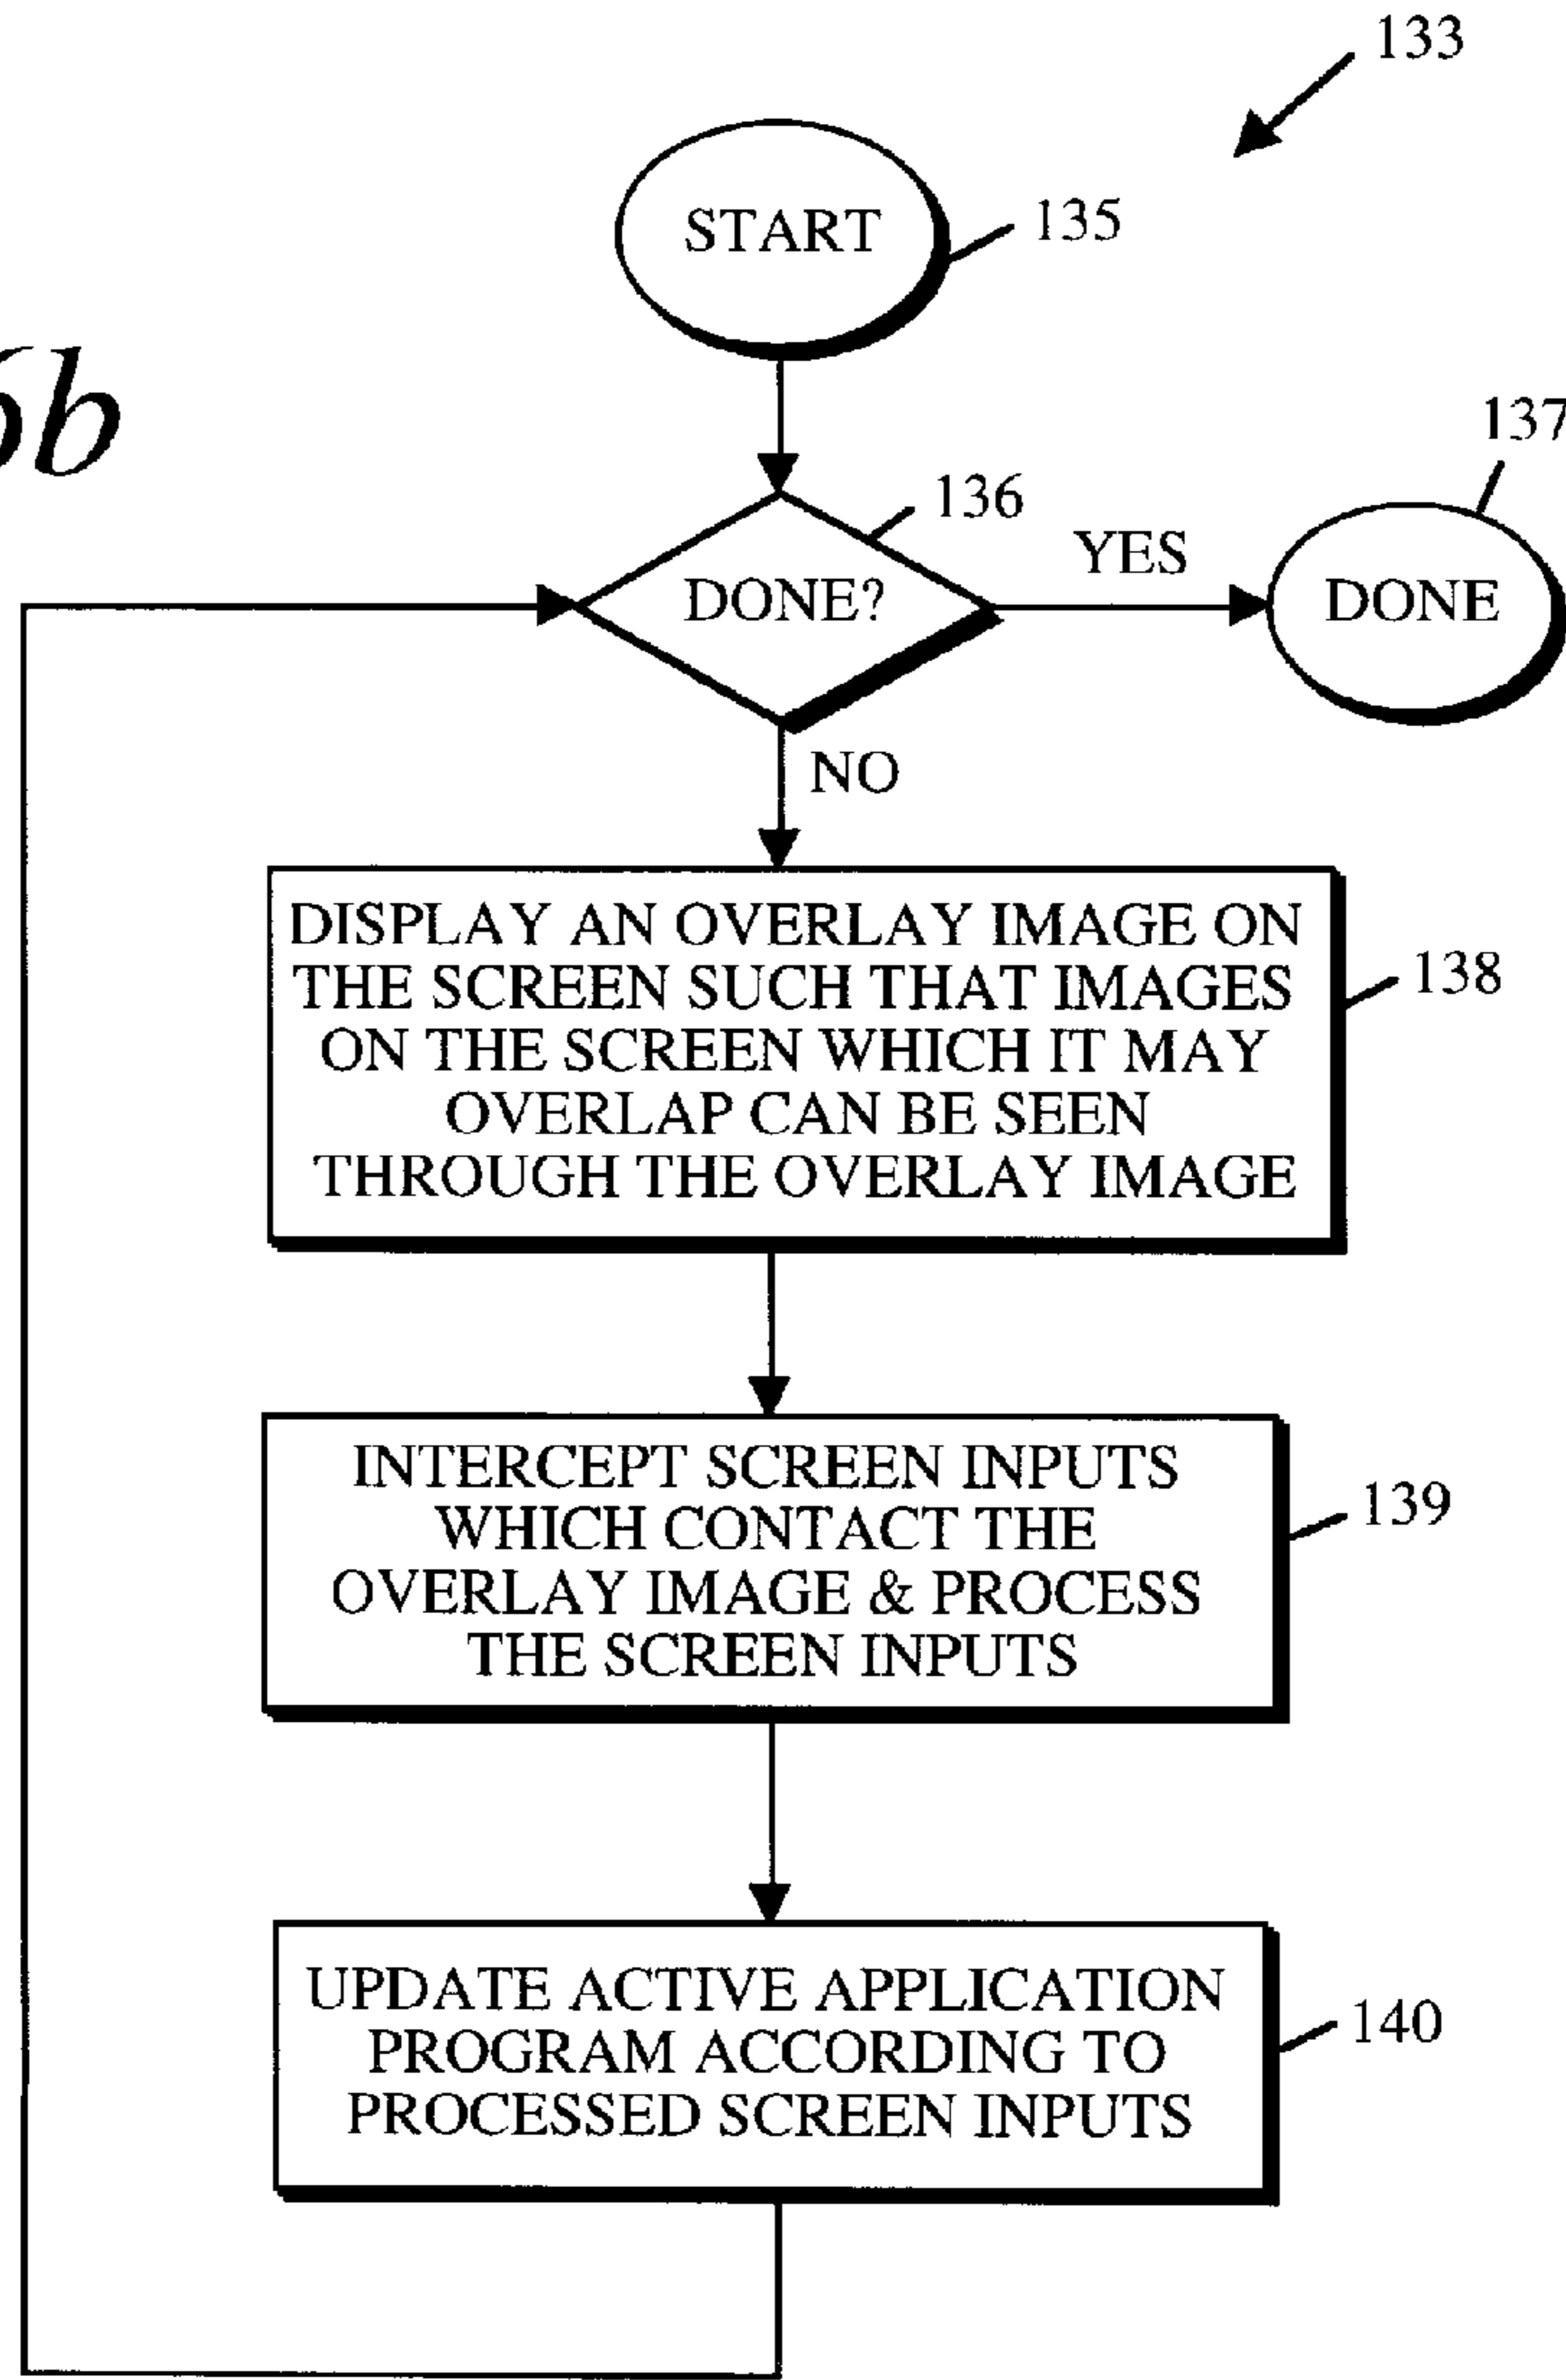 133
START
135
6b
137
136
YES
DONE?
DONE
NO
DISPLAY AN OVERLAY IMAGE ON
THE SCREEN SUCH THAT IMAGES
ON THE SCREEN WHICH IT MAY
OVERLAP CAN BE SEEN
THROUGH THE OVERLAY IMAGE
138
INTERCEPT SCREEN INPUTS
WHICH CONTACT THE
OVERLAY IMAGE & PROCESS
THE SCREEN INPUTS
139
UPDATE ACTIVE APPLICATION
PROGRAM ACCORDING TO
PROCESSED SCREEN INPUTS
140